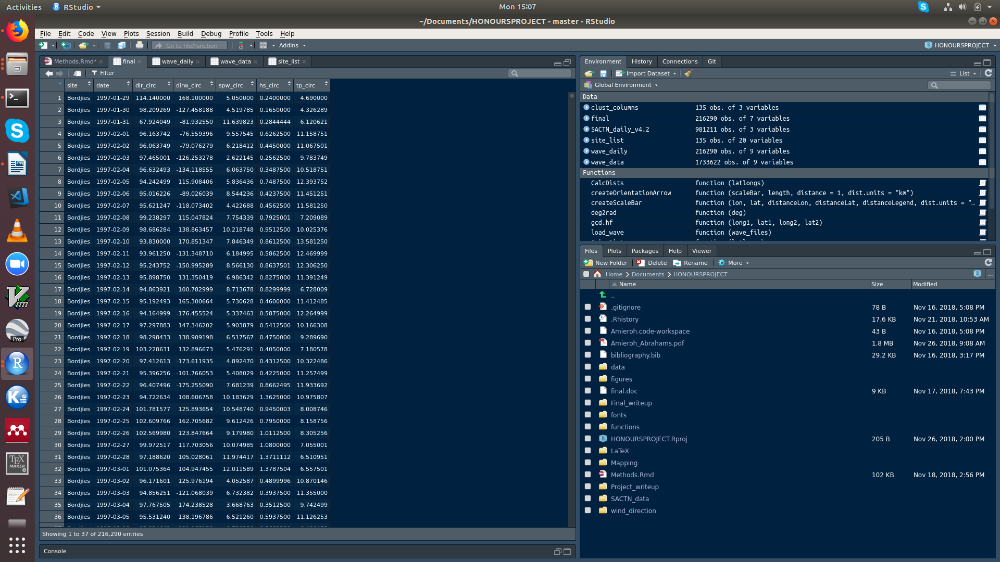 Activities RStudio Mon 15:07
~/Documents/HONOURSPROJECT - master - RStudio
File Edit Code View Plots Session Build Debug Profile Tools Help
Go to file/function Addins HONOURSPROJECT
Methods.Rmd* final wave_daily wave_data site_list
Filter
site date dir_circ dirw_circ spw_circ hs_circ tp_circ
1 Bordjies 1997-01-29 114.140000 168.100000 5.050000 0.2400000 4.690000
2 Bordjies 1997-01-30 98.209269 -127.458188 4.519785 0.1650000 4.326289
3 Bordjies 1997-01-31 67.924049 -81.932550 11.639823 0.2844444 6.120621
4 Bordjies 1997-02-01 96.163742 -76.559396 9.557545 0.6262500 11.158751
5 Bordjies 1997-02-02 96.063749 -79.076279 6.218412 0.4450000 11.067501
6 Bordjies 1997-02-03 97.465001 -126.253278 2.622145 0.2562500 9.783749
7 Bordjies 1997-02-04 96.632493 -134.118555 6.063750 0.3487500 10.518751
8 Bordjies 1997-02-05 94.242499 115.908406 5.836436 0.7487500 12.393752
9 Bordjies 1997-02-06 95.016226 -89.026039 8.544236 0.4237500 11.451251
10 Bordjies 1997-02-07 95.621247 -118.073402 4.422688 0.4562500 11.581250
11 Bordjies 1997-02-08 99.238297 115.047824 7.754339 0.7925001 7.209089
12 Bordjies 1997-02-09 98.686284 138.863457 10.218748 0.9512500 10.025376
13 Bordjies 1997-02-10 93.830000 170.851347 7.846349 0.8612500 13.581250
14 Bordjies 1997-02-11 93.961250 -131.348710 6.184995 0.5862500 12.469999
15 Bordjies 1997-02-12 95.243752 -150.995289 8.566130 0.8637501 12.306250
16 Bordjies 1997-02-13 95.898750 131.350419 6.986342 0.8275000 11.391249
17 Bordjies 1997-02-14 94.863921 100.782999 8.713678 0.8299999 6.728009
18 Bordjies 1997-02-15 95.192493 165.300664 5.730628 0.4600000 11.412485
19 Bordjies 1997-02-16 94.164999 -176.455524 5.337463 0.5875000 12.264999
20 Bordjies 1997-02-17 97.297883 147.346202 5.903879 0.5412500 10.166308
21 Bordjies 1997-02-18 98.298433 138.909198 6.517567 0.4750000 9.289690
22 Bordjies 1997-02-19 103.228631 132.896673 5.476291 0.4050000 7.180578
23 Bordjies 1997-02-20 97.412613 -173.611935 4.892470 0.4312500 10.322486
24 Bordjies 1997-02-21 95.396256 -101.766053 5.408029 0.4225000 11.257499
25 Bordjies 1997-02-22 96.407496 -175.255090 7.681239 0.8662495 11.933692
26 Bordjies 1997-02-23 94.722634 108.606758 10.183629 1.3625000 10.975807
27 Bordjies 1997-02-24 101.781577 125.893654 10.548740 0.9450003 8.008746
28 Bordjies 1997-02-25 102.609766 162.705682 9.612426 0.7950000 8.158756
29 Bordjies 1997-02-26 102.569980 123.847664 9.179980 1.0112500 8.305256
30 Bordjies 1997-02-27 99.972517 117.703056 10.074985 1.0800000 7.055001
31 Bordjies 1997-02-28 97.188620 105.028061 11.974417 1.3711112 6.510951
32 Bordjies 1997-03-01 101.075364 104.947455 12.011589 1.3787504 6.557501
33 Bordjies 1997-03-02 96.171601 125.976194 4.052587 0.4899996 10.870146
34 Bordjies 1997-03-03 94.856251 -121.068039 6.732382 0.3937500 11.355000
35 Bordjies 1997-03-04 97.767505 174.238528 3.668763 0.3512500 9.742499
36 Bordjies 1997-03-05 95.531240 138.196786 6.521260 0.5937500 11.126253
Showing 1 to 37 of 216,290 entries
Console
Environment History Connections Git
Import Dataset List
Global Environment
Data
clust_columns 135 obs. of 3 variables
final 216290 obs. of 7 variables
SACTN_daily_v4.2 981211 obs. of 3 variables
site_list 135 obs. of 20 variables
wave_daily 216290 obs. of 9 variables
wave_data 1733622 obs. of 9 variables
Functions
CalcDists function (latlongs)
createOrientationArrow function (scaleBar, length, distance = 1, dist.units = "km")
createScaleBar function (lon, lat, distanceLon, distanceLat, distanceLegend, dist.units = "…
deg2rad function (deg)
gcd.hf function (long1, lat1, long2, lat2)
load_wave function (wave_files)
Files Plots Packages Help Viewer
New Folder Delete Rename More
Home Documents HONOURSPROJECT ...
Name Size Modified
..
.gitignore 78 B Nov 16, 2018, 5:08 PM
.Rhistory 17.6 KB Nov 21, 2018, 10:53 AM
Amieroh.code-workspace 43 B Nov 16, 2018, 5:08 PM
Amieroh_Abrahams.pdf 1.8 MB Nov 26, 2018, 9:08 AM
bibliography.bib 29.2 KB Nov 16, 2018, 3:17 PM
data
figures
final.doc 9 KB Nov 17, 2018, 7:43 PM
Final_writeup
fonts
functions
HONOURSPROJECT.Rproj 205 B Nov 26, 2018, 2:00 PM
LaTeX
Mapping
Methods.Rmd 102 KB Nov 18, 2018, 2:56 PM
Project_writeup
SACTN_data
wind_direction
Vim
Pro
Kile
TEX
MAKER